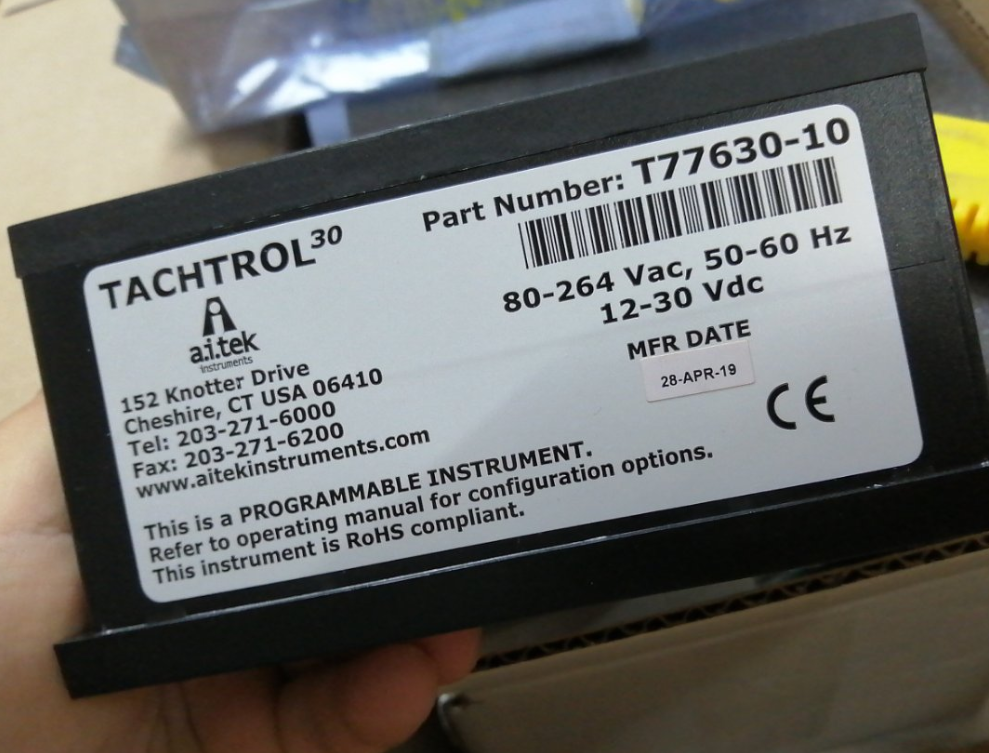 TACHTROL30
a.i.tek
instruments
152 Knotter Drive
Cheshire, CT USA 06410
Tel: 203-271-6000
Fax: 203-271-6200
www.aitekinstruments.com
Part Number: T77630-10
80-264 Vac, 50-60 Hz
12-30 Vdc
MFR DATE
28-APR-19
CE
This is a PROGRAMMABLE INSTRUMENT.
Refer to operating manual for configuration options.
This instrument is RoHS compliant.